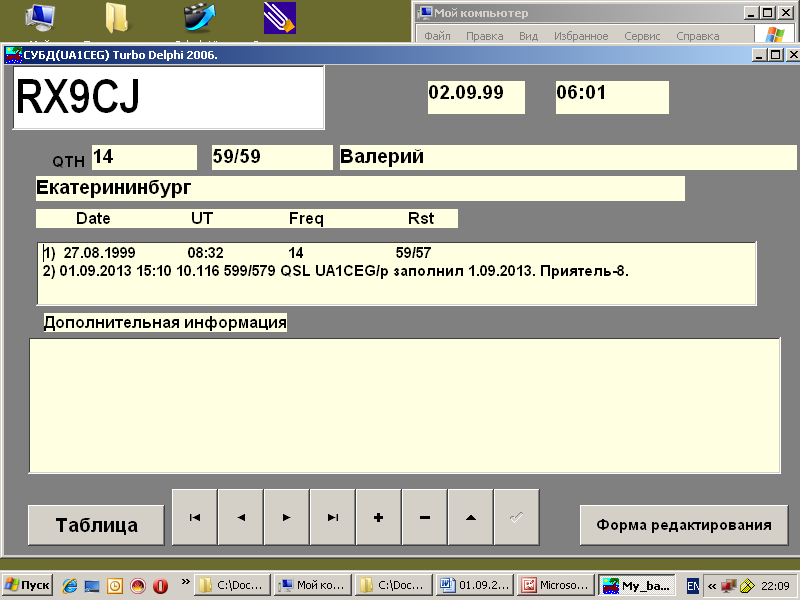 Мой компьютер
Файл Правка Вид Избранное Сервис Справка
СУБД(UA1CEG) Turbo Delphi 2006.
RX9CJ
02.09.99 06:01
QTH 14 59/59 Валерий
Екатеринибург
Date UT Freq Rst
1) 27.08.1999 08:32 14 59/57
2) 01.09.2013 15:10 10.116 599/579 QSL UA1CEG/p заполнил 1.09.2013. Приятель-8.
Дополнительная информация
Таблица
Форма редактирования
Пуск » C:\Doc... Мой ко... C:\Doc... 01.09.2... Microso... My_ba... EN « 22:09